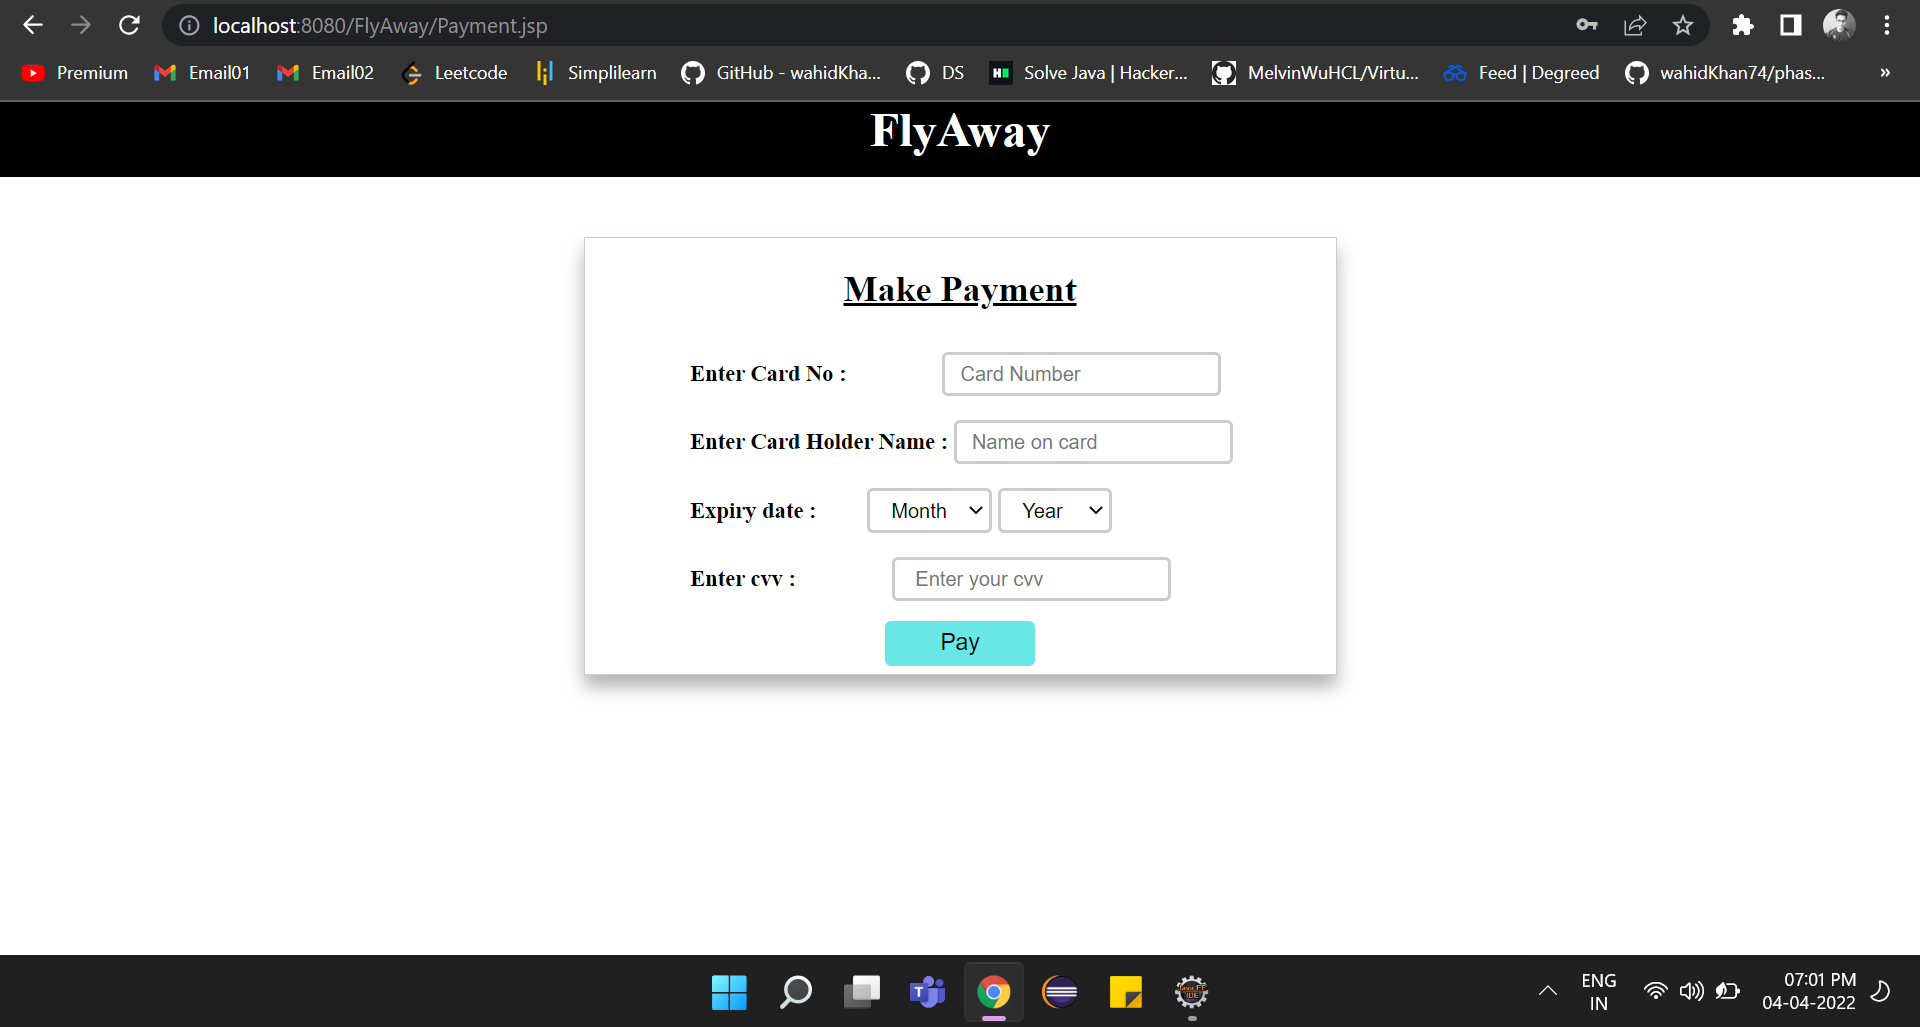 localhost:8080/FlyAway/Payment.jsp
Premium Email01 Email02 Leetcode Simplilearn GitHub - wahidKha... DS Solve Java | Hacker... MelvinWuHCL/Virtu... Feed | Degreed wahidKhan74/phas... »
FlyAway
Make Payment
Enter Card No : Card Number
Enter Card Holder Name : Name on card
Expiry date : Month Year
Enter cvv : Enter your cvv
Pay
ENG 07:01 PM
IN 04-04-2022